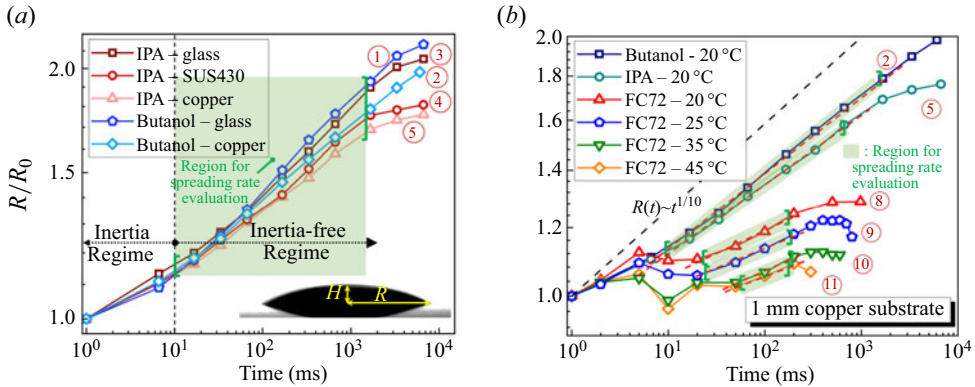 (a)
R/R0
2.0
1.5
1.0
IPA – glass
IPA – SUS430
IPA – copper
Butanol – glass
Butanol – copper
1
3
2
4
5
Region for
spreading rate
evaluation
Inertia
Regime
Inertia-free
Regime
H
R
10^0
10^1
10^2
10^3
10^4
Time (ms)
(b)
2.0
1.8
1.6
1.4
1.2
1.0
Butanol - 20 °C
IPA – 20 °C
FC72 – 20 °C
FC72 – 25 °C
FC72 – 35 °C
FC72 – 45 °C
2
5
: Region for
spreading rate
evaluation
R(t)~t^1/10
8
9
10
11
1 mm copper substrate
10^0
10^1
10^2
10^3
10^4
Time (ms)